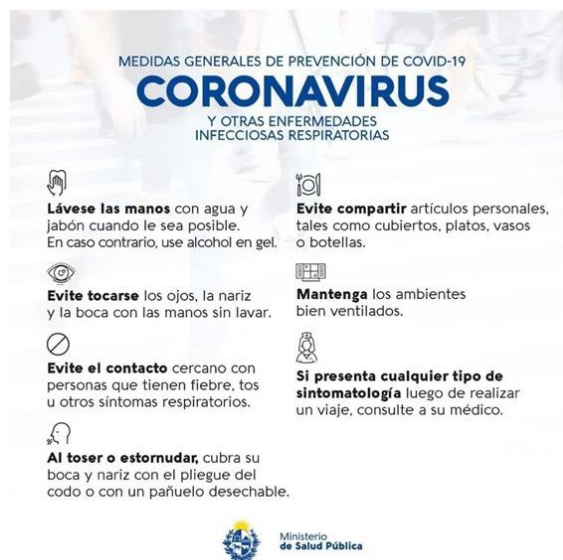 MEDIDAS GENERALES DE PREVENCIÓN DE COVID-19
CORONAVIRUS
Y OTRAS ENFERMEDADES
INFECCIOSAS RESPIRATORIAS
Lávese las manos con agua y
jabón cuando le sea posible.
En caso contrario, use alcohol en gel.
Evite tocarse los ojos, la nariz
y la boca con las manos sin lavar.
Evite el contacto cercano con
personas que tienen fiebre, tos
u otros síntomas respiratorios.
Al toser o estornudar, cubra su
boca y nariz con el pliegue del
codo o con un pañuelo desechable.
Evite compartir artículos personales,
tales como cubiertos, platos, vasos
o botellas.
Mantenga los ambientes
bien ventilados.
Si presenta cualquier tipo de
sintomatología luego de realizar
un viaje, consulte a su médico.
Ministerio
de Salud Pública